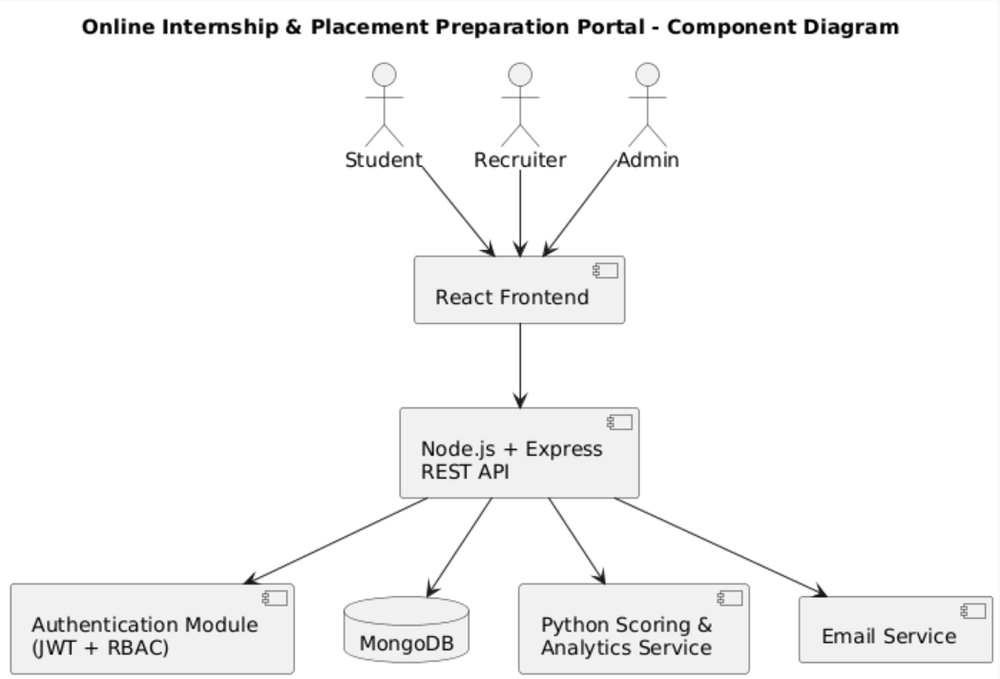 Online Internship & Placement Preparation Portal - Component Diagram
Student
Recruiter
Admin
React Frontend
Node.js + Express
REST API
Authentication Module
(JWT + RBAC)
MongoDB
Python Scoring &
Analytics Service
Email Service